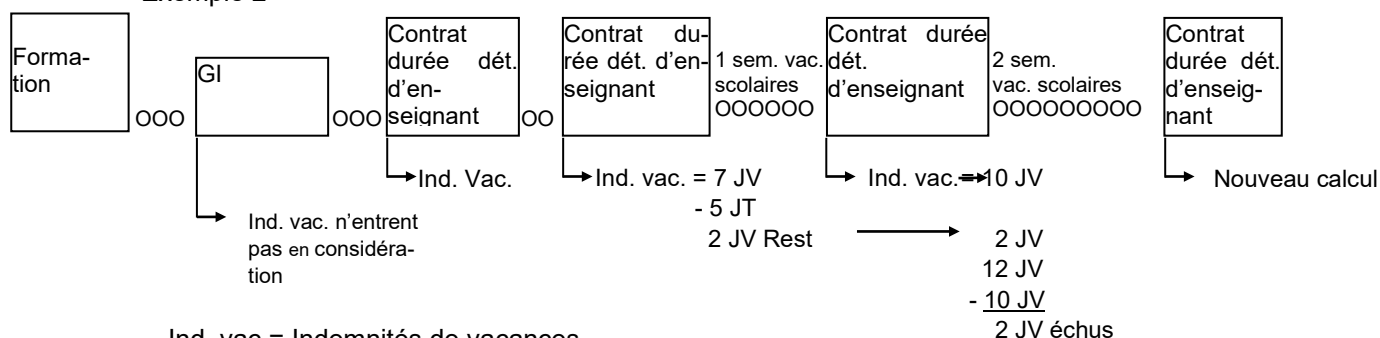 Exemple 2
Forma-
tion
OOO
GI
OOO
Contrat
durée dét.
d'en-
seignant
OO
Contrat du-
rée dét. d'en-
seignant
1 sem. vac.
scolaires
OOOOOO
Contrat durée
dét.
d'enseignant
2 sem.
vac. scolaires
OOOOOOOOO
Contrat
durée dét.
d'enseig-
nant
Ind. Vac.
Ind. vac. = 7 JV
- 5 JT
2 JV Rest
Ind. vac. = 10 JV
2 JV
12 JV
- 10 JV
2 JV échus
Nouveau calcul
Ind. vac. n'entrent
pas en considéra-
tion
Ind. vac = Indemnités de vacances